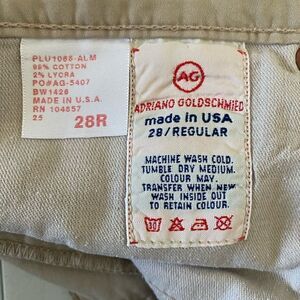 PLU1088-ALM
98% COTTON
2% LYCRA
PO#AG-5407
BW1426
MADE IN U.S.A.
RN 104857
25
28R
AG
ADRIANO GOLDSCHMIED
made in USA
28/REGULAR
MACHINE WASH COLD.
TUMBLE DRY MEDIUM.
COLOUR MAY.
TRANSFER WHEN NEW
WASH INSIDE OUT
TO RETAIN COLOUR.
30